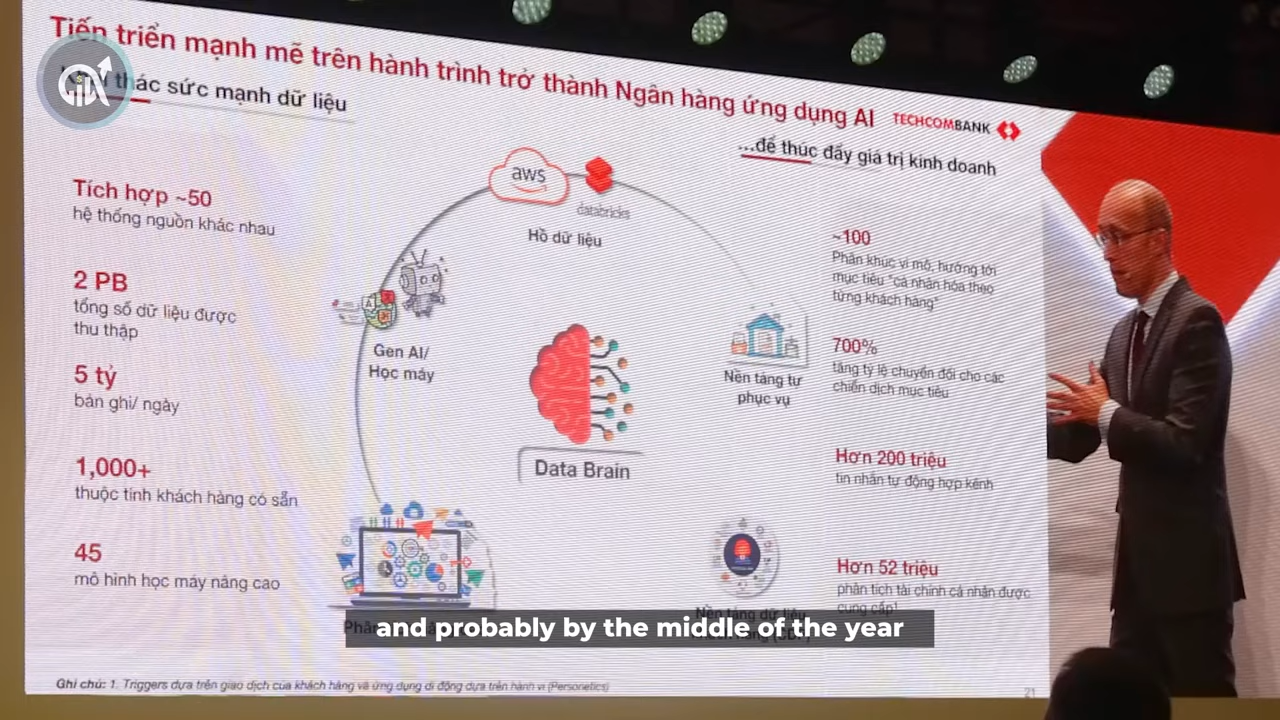 Tiến triển mạnh mẽ trên hành trình trở thành Ngân hàng ứng dụng AI
TECHCOMBANK
thác sức mạnh dữ liệu
...để thúc đẩy giá trị kinh doanh
Tích hợp ~50
hệ thống nguồn khác nhau
2 PB
tổng số dữ liệu được
thu thập
5 tỷ
bản ghi/ ngày
1,000+
thuộc tính khách hàng có sẵn
45
mô hình học máy nâng cao
aws
databricks
Hồ dữ liệu
Gen AI/
Học máy
Data Brain
Nền tảng tự
phục vụ
~100
Phân khúc vi mô, hướng tới
mục tiêu "cá nhân hóa theo
từng khách hàng"
700%
tăng tỷ lệ chuyển đổi cho các
chiến dịch mục tiêu
Hơn 200 triệu
tin nhắn tự động hợp kênh
Hơn 52 triệu
phân tích tài chính cá nhân được
cung cấp¹
Nền tảng dữ liệu
and probably by the middle of the year
Ghi chú: 1. Triggers dựa trên giao dịch của khách hàng và ứng dụng di động dựa trên hành vi (Personetics)
21